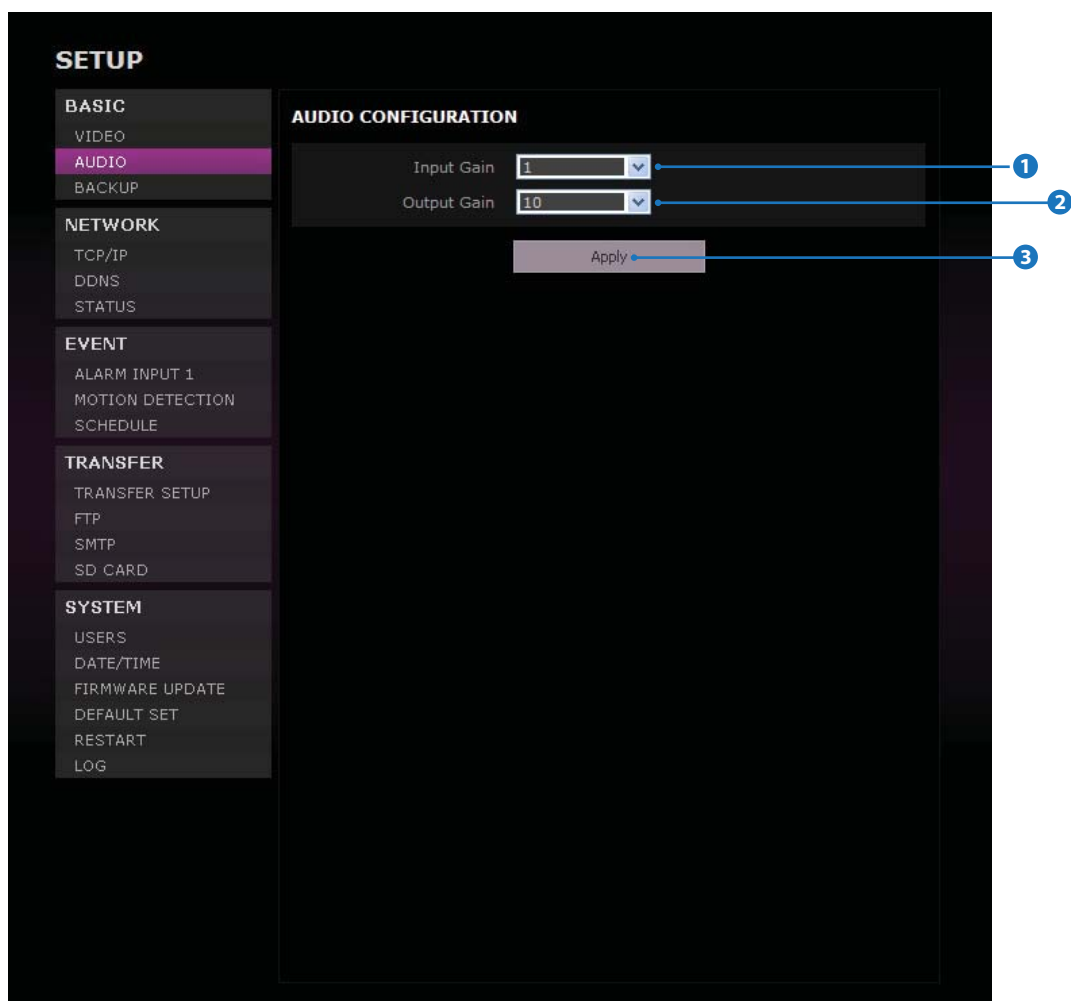 SETUP
BASIC
VIDEO
AUDIO
BACKUP
NETWORK
TCP/IP
DDNS
STATUS
EVENT
ALARM INPUT 1
MOTION DETECTION
SCHEDULE
TRANSFER
TRANSFER SETUP
FTP
SMTP
SD CARD
SYSTEM
USERS
DATE/TIME
FIRMWARE UPDATE
DEFAULT SET
RESTART
LOG
AUDIO CONFIGURATION
Input Gain 1 1
Output Gain 10 2
Apply 3